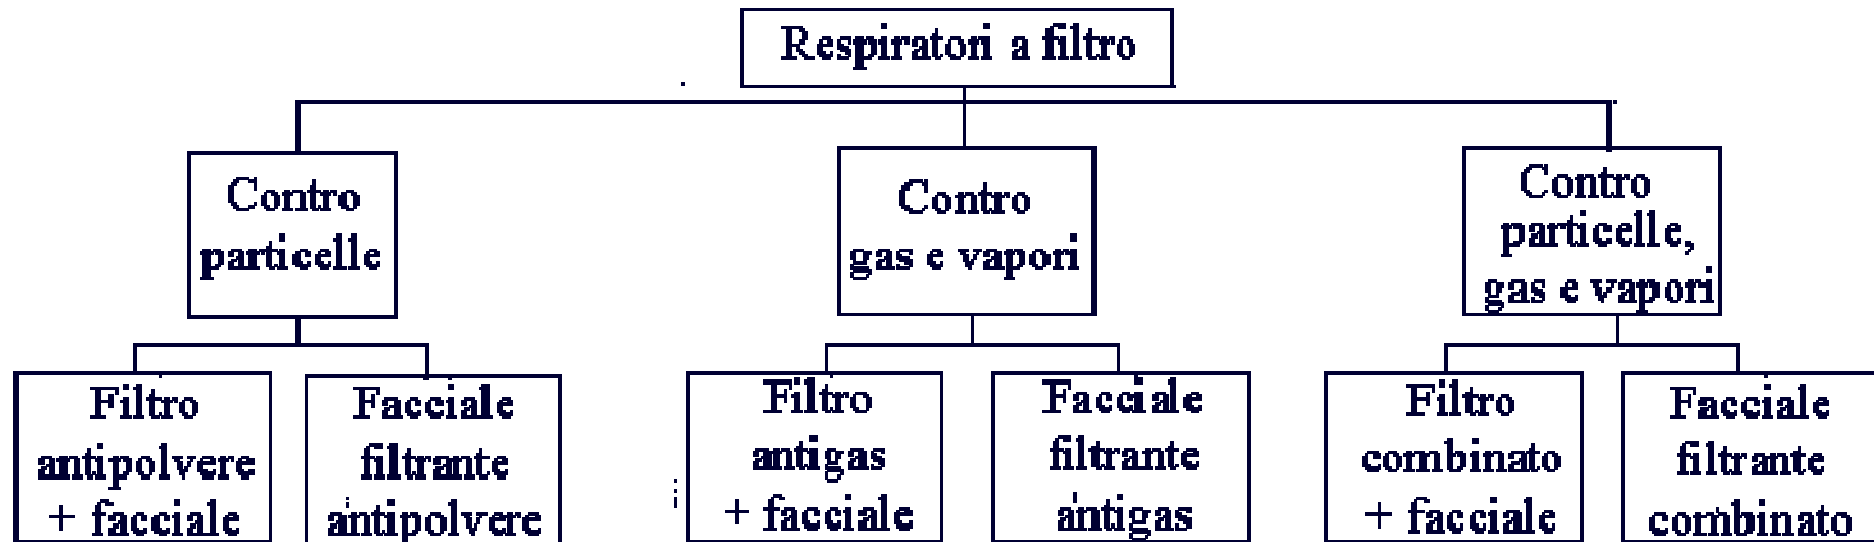 Respiratori a filtro
Contro
particelle
Contro
gas e vapori
Contro
particelle,
gas e vapori
Filtro
antipolvere
+ facciale
Facciale
filtrante
antipolvere
Filtro
antigas
+ facciale
Facciale
filtrante
antigas
Filtro
combinato
+ facciale
Facciale
filtrante
combinato